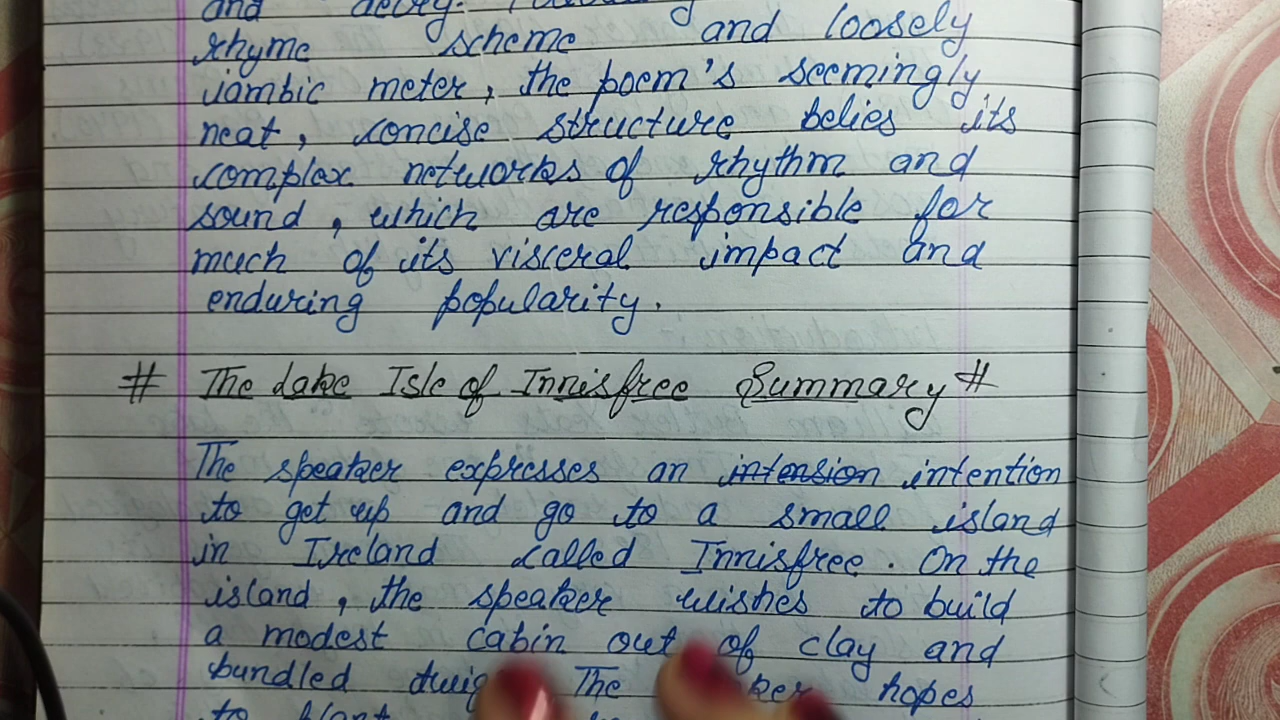 and
rhyme scheme and loosely
iambic meter, the poem's seemingly
neat, concise structure belies its
complex networks of rhythm and
sound, which are responsible for
much of its visceral impact and
enduring popularity.
# The Lake Isle of Innisfree Summary #
The speaker expresses an intension intention
to get up and go to a small island
in Ireland called Innisfree. On the
island, the speaker wishes to build
a modest cabin out of clay and
bundled The hopes
to plant